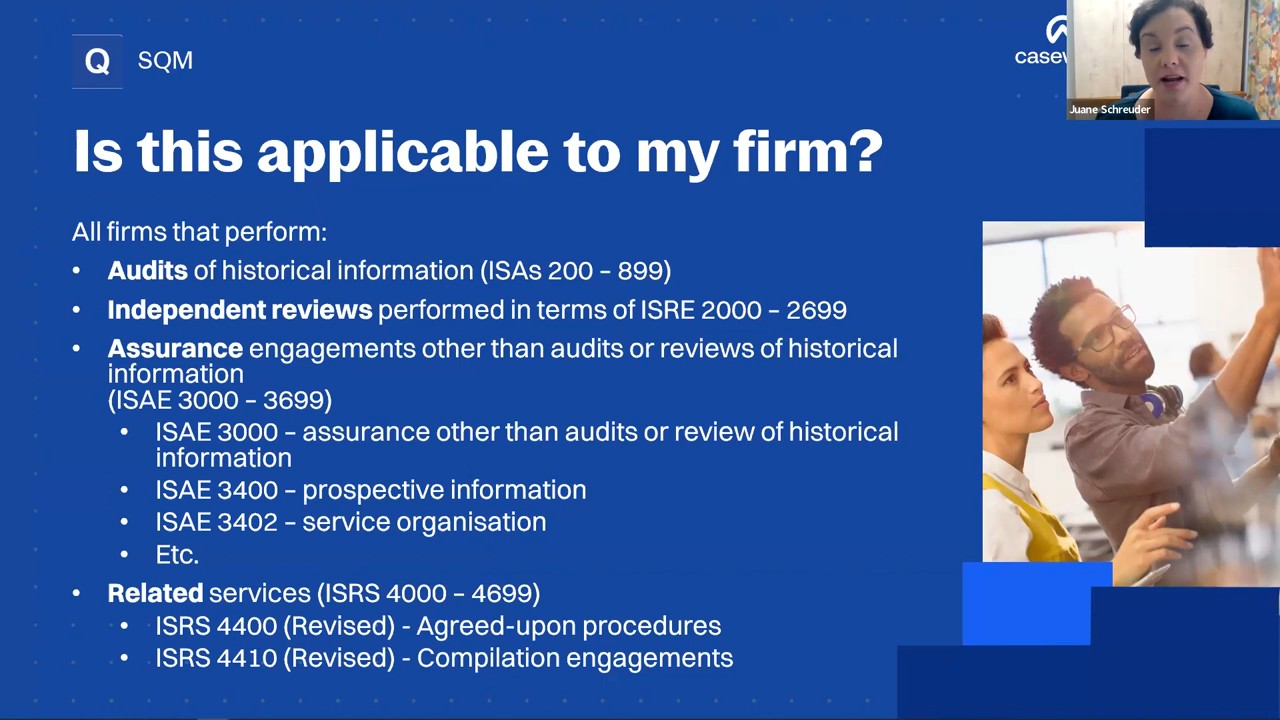 Q SQM
casew
Juane Schreuder
Is this applicable to my firm?
All firms that perform:
• Audits of historical information (ISAs 200 – 899)
• Independent reviews performed in terms of ISRE 2000 – 2699
• Assurance engagements other than audits or reviews of historical
information
(ISAE 3000 – 3699)
• ISAE 3000 – assurance other than audits or review of historical
information
• ISAE 3400 – prospective information
• ISAE 3402 – service organisation
• Etc.
• Related services (ISRS 4000 – 4699)
• ISRS 4400 (Revised) - Agreed-upon procedures
• ISRS 4410 (Revised) - Compilation engagements